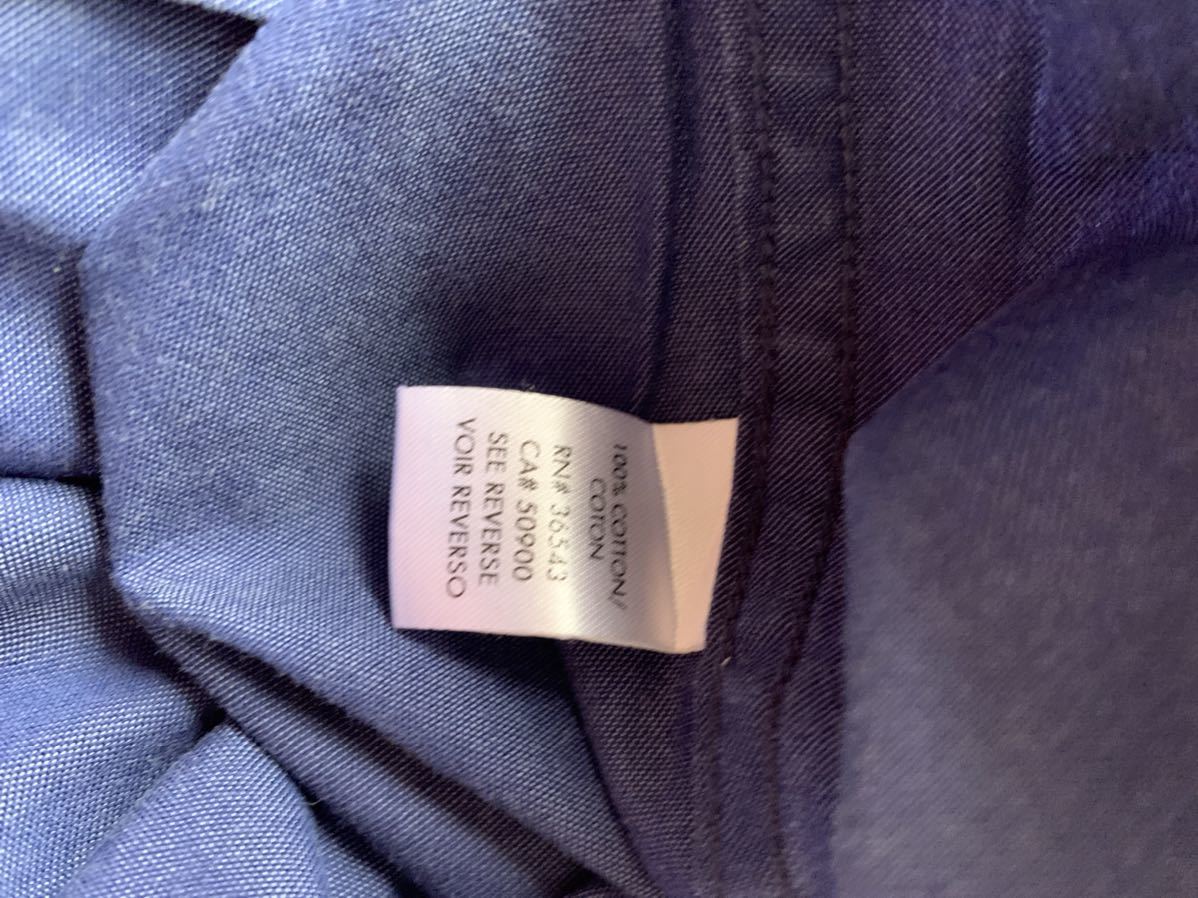 100% COTTON/
COTON
RN# 36543
CA# 50900
SEE REVERSE
VOIR REVERSO